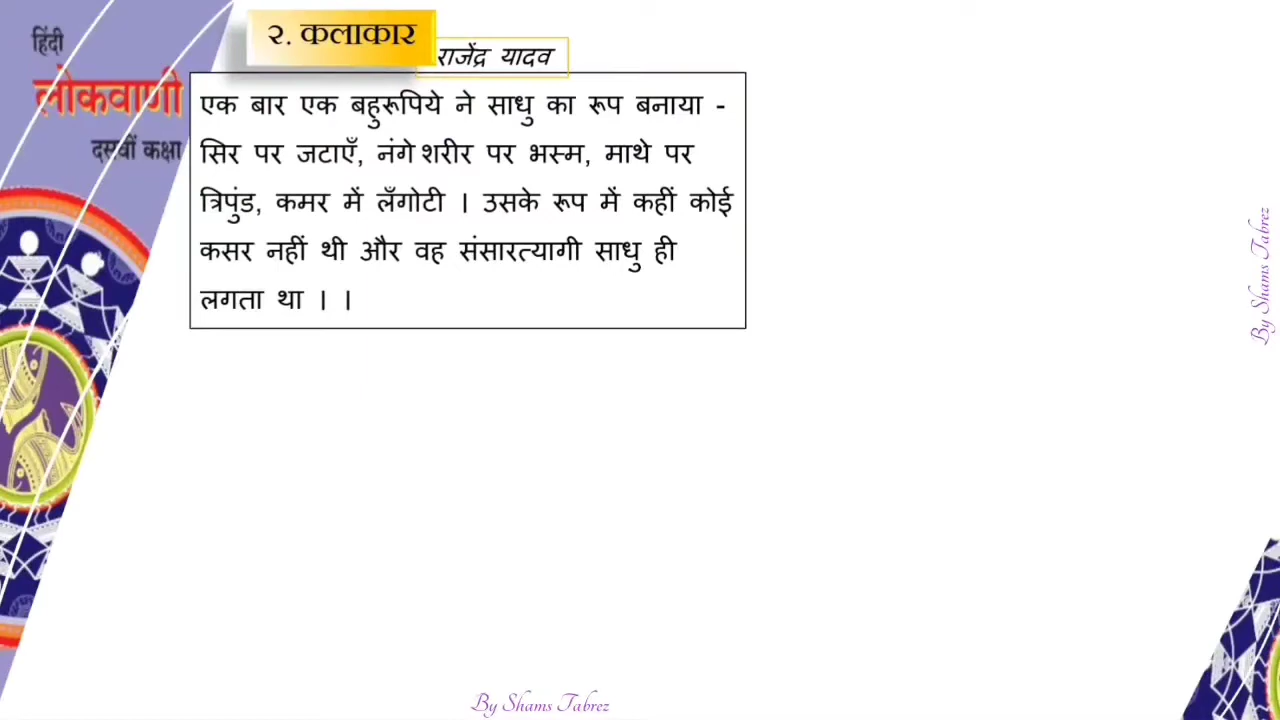 हिंदी
लोकवाणी
दसवीं कक्षा
२. कलाकार
राजेंद्र यादव
एक बार एक बहुरूपिये ने साधु का रूप बनाया -
सिर पर जटाएँ, नंगे शरीर पर भस्म, माथे पर
त्रिपुंड, कमर में लँगोटी । उसके रूप में कहीं कोई
कसर नहीं थी और वह संसारत्यागी साधु ही
लगता था । ।
By Shams Tabrez
By Shams Tabrez